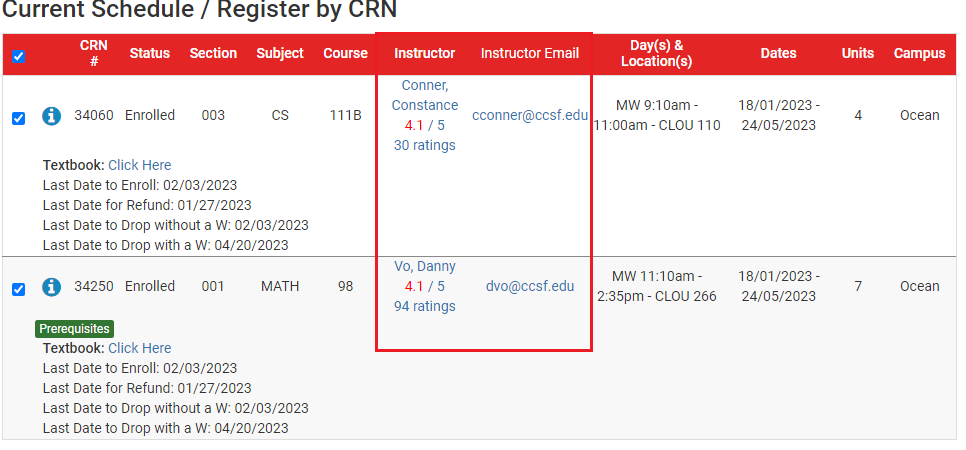 Current Schedule / Register by CRN
CRN # Status Section Subject Course Instructor Instructor Email Day(s) & Location(s) Dates Units Campus
34060 Enrolled 003 CS 111B Conner, Constance 4.1 / 5 30 ratings cconner@ccsf.edu MW 9:10am - 11:00am - CLOU 110 18/01/2023 - 24/05/2023 4 Ocean
Textbook: Click Here
Last Date to Enroll: 02/03/2023
Last Date for Refund: 01/27/2023
Last Date to Drop without a W: 02/03/2023
Last Date to Drop with a W: 04/20/2023
34250 Enrolled 001 MATH 98 Vo, Danny 4.1 / 5 94 ratings dvo@ccsf.edu MW 11:10am - 2:35pm - CLOU 266 18/01/2023 - 24/05/2023 7 Ocean
Prerequisites
Textbook: Click Here
Last Date to Enroll: 02/03/2023
Last Date for Refund: 01/27/2023
Last Date to Drop without a W: 02/03/2023
Last Date to Drop with a W: 04/20/2023